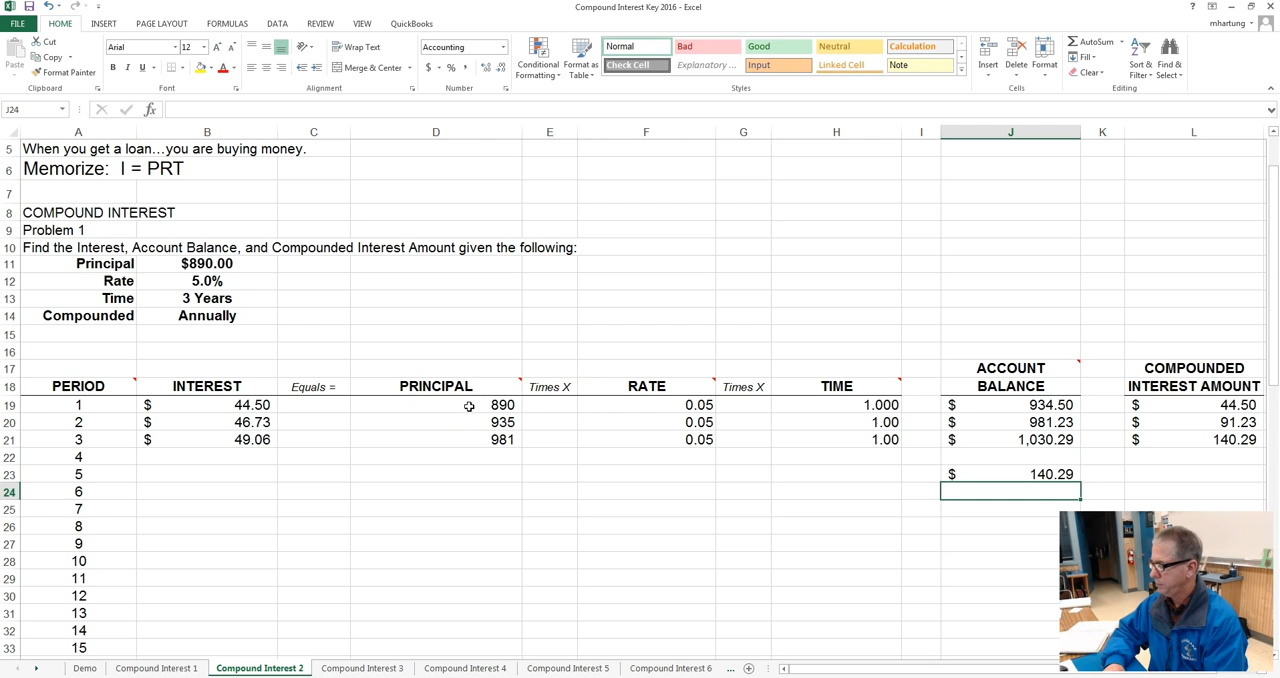 Compound Interest Key 2016 - Excel
FILE HOME INSERT PAGE LAYOUT FORMULAS DATA REVIEW VIEW QuickBooks mhartung
Paste Cut Copy Format Painter Clipboard
Arial 12 B I U A Font
Wrap Text Merge & Center Alignment
Accounting $ % Number
Conditional Formatting Format as Table
Normal Bad Good Neutral Calculation
Check Cell Explanatory ... Input Linked Cell Note
Styles
Insert Delete Format Cells
AutoSum Fill Clear Sort & Filter Find & Select Editing
J24 fx
A B C D E F G H I J K L
5 When you get a loan...you are buying money.
6 Memorize: I = PRT
7
8 COMPOUND INTEREST
9 Problem 1
10 Find the Interest, Account Balance, and Compounded Interest Amount given the following:
11 Principal $890.00
12 Rate 5.0%
13 Time 3 Years
14 Compounded Annually
15
16
17 ACCOUNT COMPOUNDED
18 PERIOD INTEREST Equals = PRINCIPAL Times X RATE Times X TIME BALANCE INTEREST AMOUNT
19 1 $ 44.50 890 0.05 1.000 $ 934.50 $ 44.50
20 2 $ 46.73 935 0.05 1.00 $ 981.23 $ 91.23
21 3 $ 49.06 981 0.05 1.00 $ 1,030.29 $ 140.29
22 4
23 5 $ 140.29
24 6
25 7
26 8
27 9
28 10
29 11
30 12
31 13
32 14
33 15
Demo Compound Interest 1 Compound Interest 2 Compound Interest 3 Compound Interest 4 Compound Interest 5 Compound Interest 6 ...